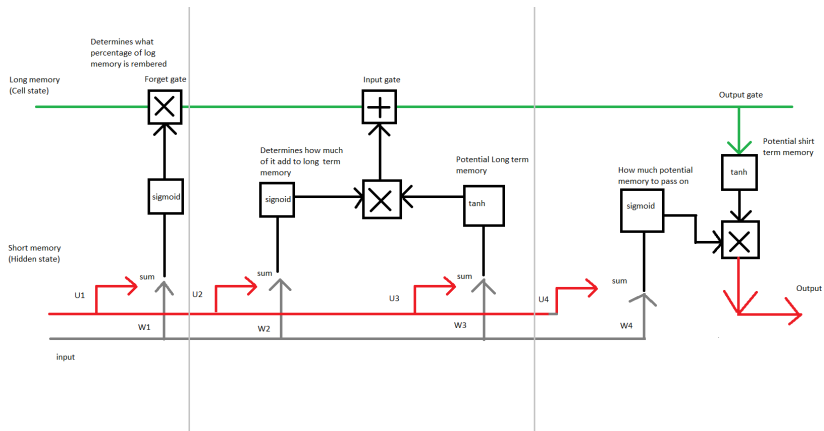 Determines what
percentage of log
memory is rembered
Forget gate
Long memory
(Cell state)
Input gate
Output gate
Determines how much
of it add to long term
memory
Potential Long term
memory
How much potential
memory to pass on
Potential shirt
term memory
tanh
sigmoid
signoid
tanh
sigmoid
Short memory
(Hidden state)
sum
sum
sum
sum
U1
U2
U3
U4
Output
W1
W2
W3
W4
input